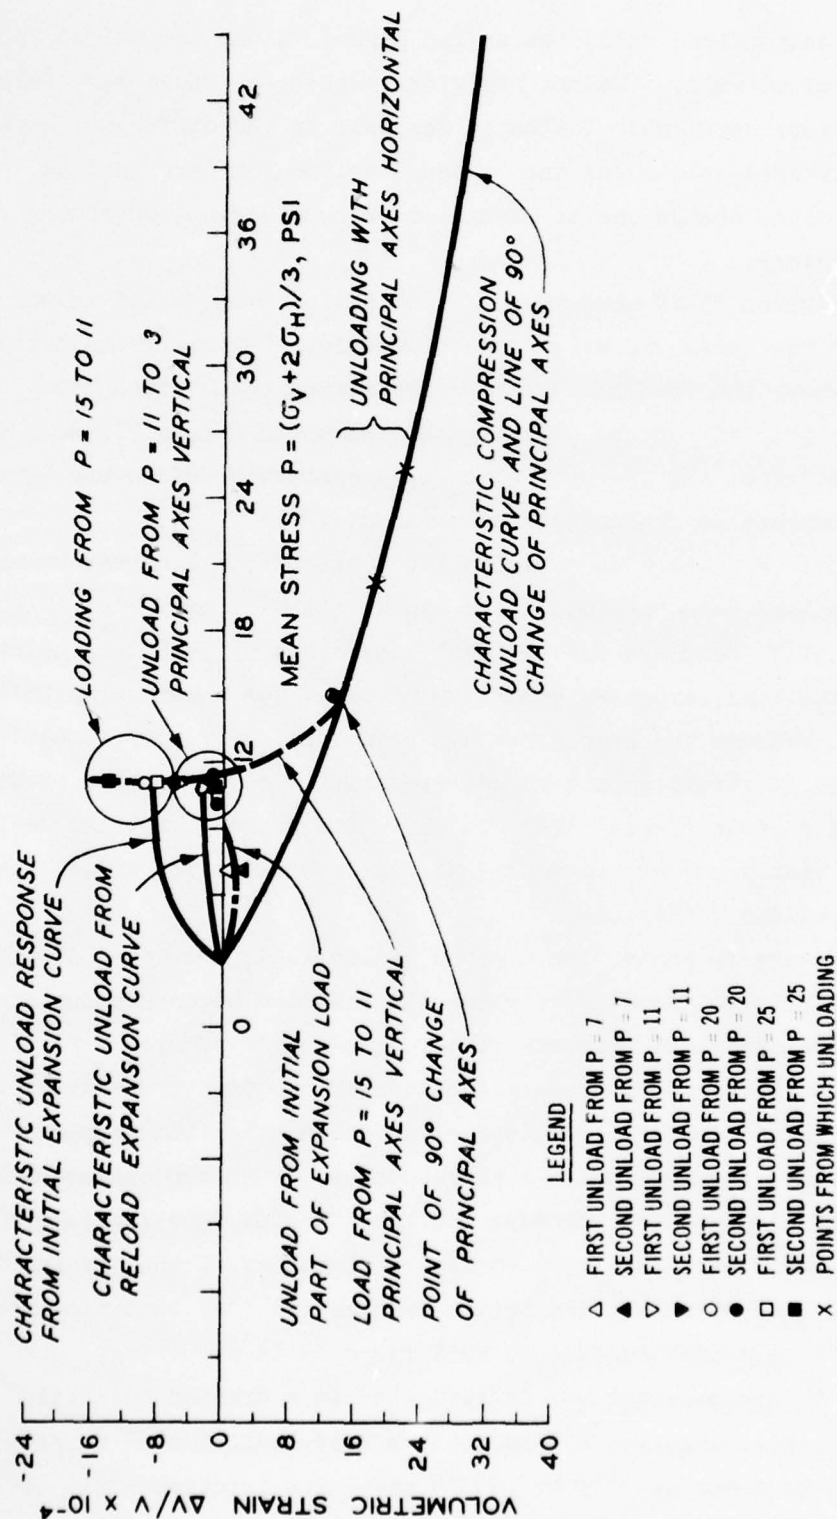 LOADING FROM P = 15 TO 11
UNLOAD FROM P = 11 TO 3
PRINCIPAL AXES VERTICAL
MEAN STRESS P = (σV+2σH)/3, PSI
UNLOADING WITH
PRINCIPAL AXES HORIZONTAL
CHARACTERISTIC COMPRESSION
UNLOAD CURVE AND LINE OF 90°
CHANGE OF PRINCIPAL AXES
CHARACTERISTIC UNLOAD RESPONSE
FROM INITIAL EXPANSION CURVE
CHARACTERISTIC UNLOAD FROM
RELOAD EXPANSION CURVE
UNLOAD FROM INITIAL
PART OF EXPANSION LOAD
LOAD FROM P = 15 TO 11
PRINCIPAL AXES VERTICAL
POINT OF 90° CHANGE
OF PRINCIPAL AXES
0 12 18 24 30 36 42
-24
-16
-8
0
8
16
24
32
40
VOLUMETRIC STRAIN ΔV/V × 10-4
LEGEND
△ FIRST UNLOAD FROM P = 7
▲ SECOND UNLOAD FROM P = 7
▽ FIRST UNLOAD FROM P = 11
▼ SECOND UNLOAD FROM P = 11
○ FIRST UNLOAD FROM P = 20
● SECOND UNLOAD FROM P = 20
□ FIRST UNLOAD FROM P = 25
■ SECOND UNLOAD FROM P = 25
X POINTS FROM WHICH UNLOADING